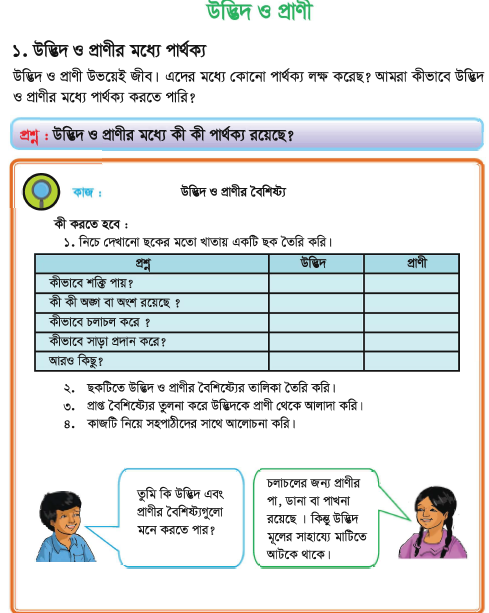 উদ্ভিদ ও প্রাণী
১. উদ্ভিদ ও প্রাণীর মধ্যে পার্থক্য
উদ্ভিদ ও প্রাণী উভয়েই জীব। এদের মধ্যে কোনো পার্থক্য লক্ষ করেছ? আমরা কীভাবে উদ্ভিদ
ও প্রাণীর মধ্যে পার্থক্য করতে পারি?
প্রশ্ন : উদ্ভিদ ও প্রাণীর মধ্যে কী কী পার্থক্য রয়েছে?
কাজ : উদ্ভিদ ও প্রাণীর বৈশিষ্ট্য
কী করতে হবে :
১. নিচে দেখানো ছকের মতো খাতায় একটি ছক তৈরি করি।
প্রশ্ন উদ্ভিদ প্রাণী
কীভাবে শক্তি পায়?
কী কী অঙ্গ বা অংশ রয়েছে ?
কীভাবে চলাচল করে ?
কীভাবে সাড়া প্রদান করে?
আরও কিছু?
২. ছকটিতে উদ্ভিদ ও প্রাণীর বৈশিষ্ট্যের তালিকা তৈরি করি।
৩. প্রাপ্ত বৈশিষ্ট্যের তুলনা করে উদ্ভিদকে প্রাণী থেকে আলাদা করি।
৪. কাজটি নিয়ে সহপাঠীদের সাথে আলোচনা করি।
তুমি কি উদ্ভিদ এবং
প্রাণীর বৈশিষ্ট্যগুলো
মনে করতে পার?
চলাচলের জন্য প্রাণীর
পা, ডানা বা পাখনা
রয়েছে । কিন্তু উদ্ভিদ
মূলের সাহায্যে মাটিতে
আটকে থাকে।